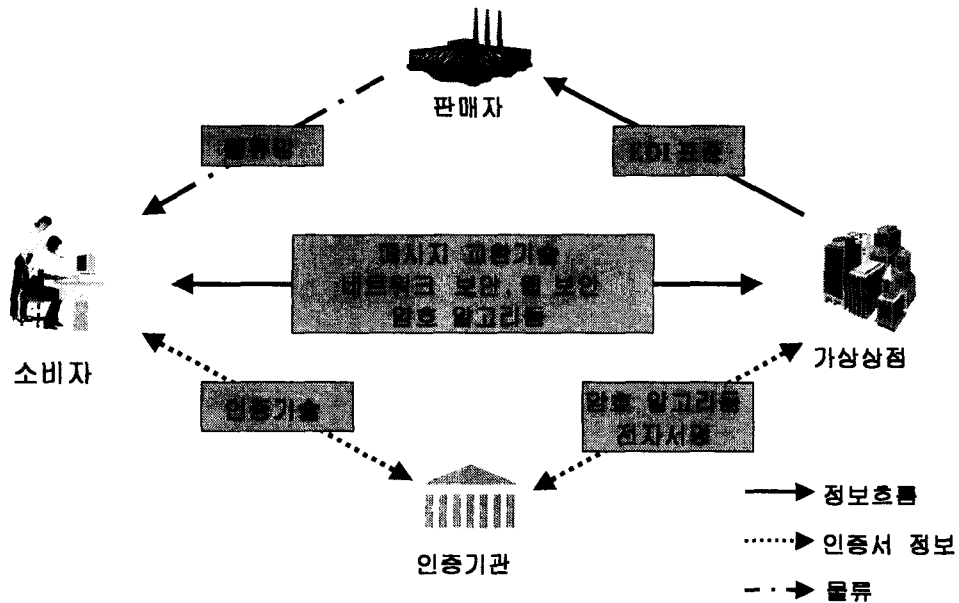 판매자
EDI 표준
메시지 교환기술
네트워크 보안, 웹 보안
암호 알고리듬
소비자
가상상점
인증기술
암호 알고리듬
전자서명
인증기관
정보흐름
인증서 정보
물류